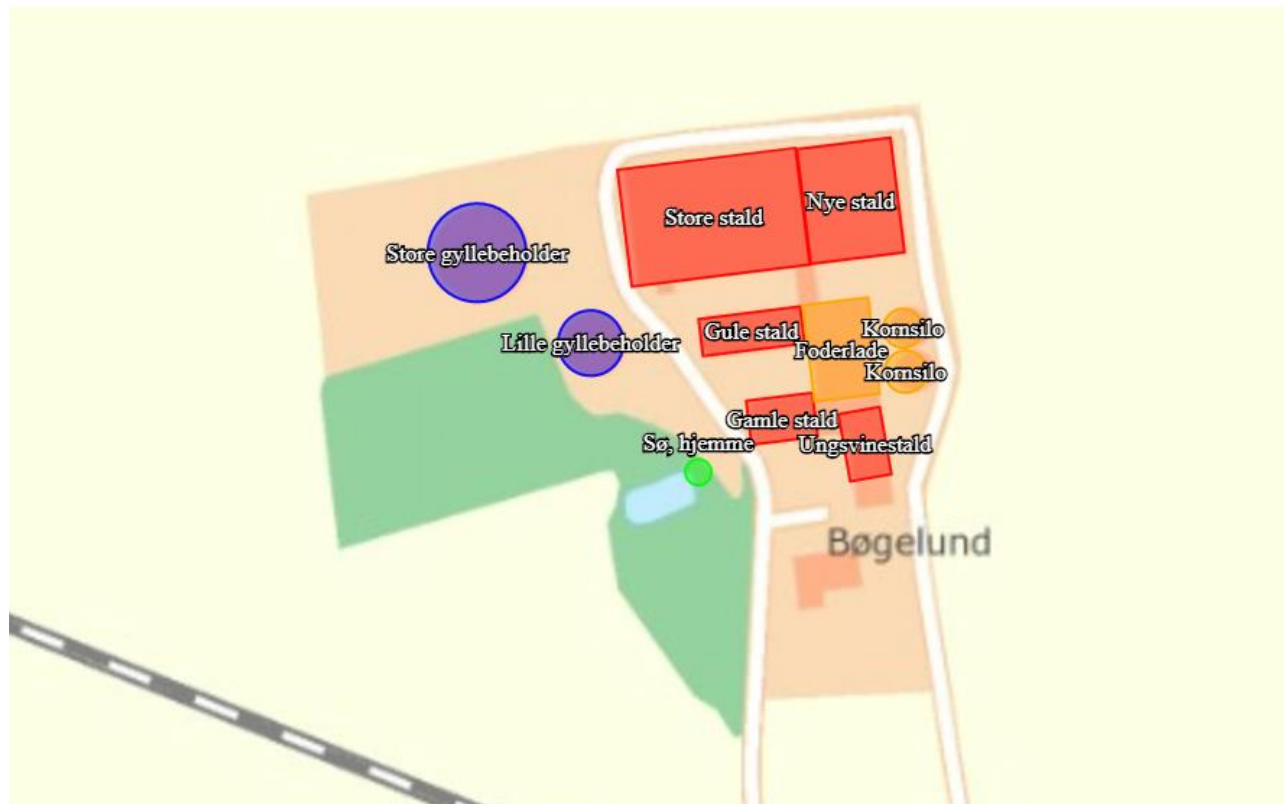 Nye stald
Store stald
Store gyllebeholder
Gule stald
Kornsilo
Lille gyllebeholder
Foderlade
Kornsilo
Gamle stald
Sø, hjemme
Ungsvinestald
Bøgelund